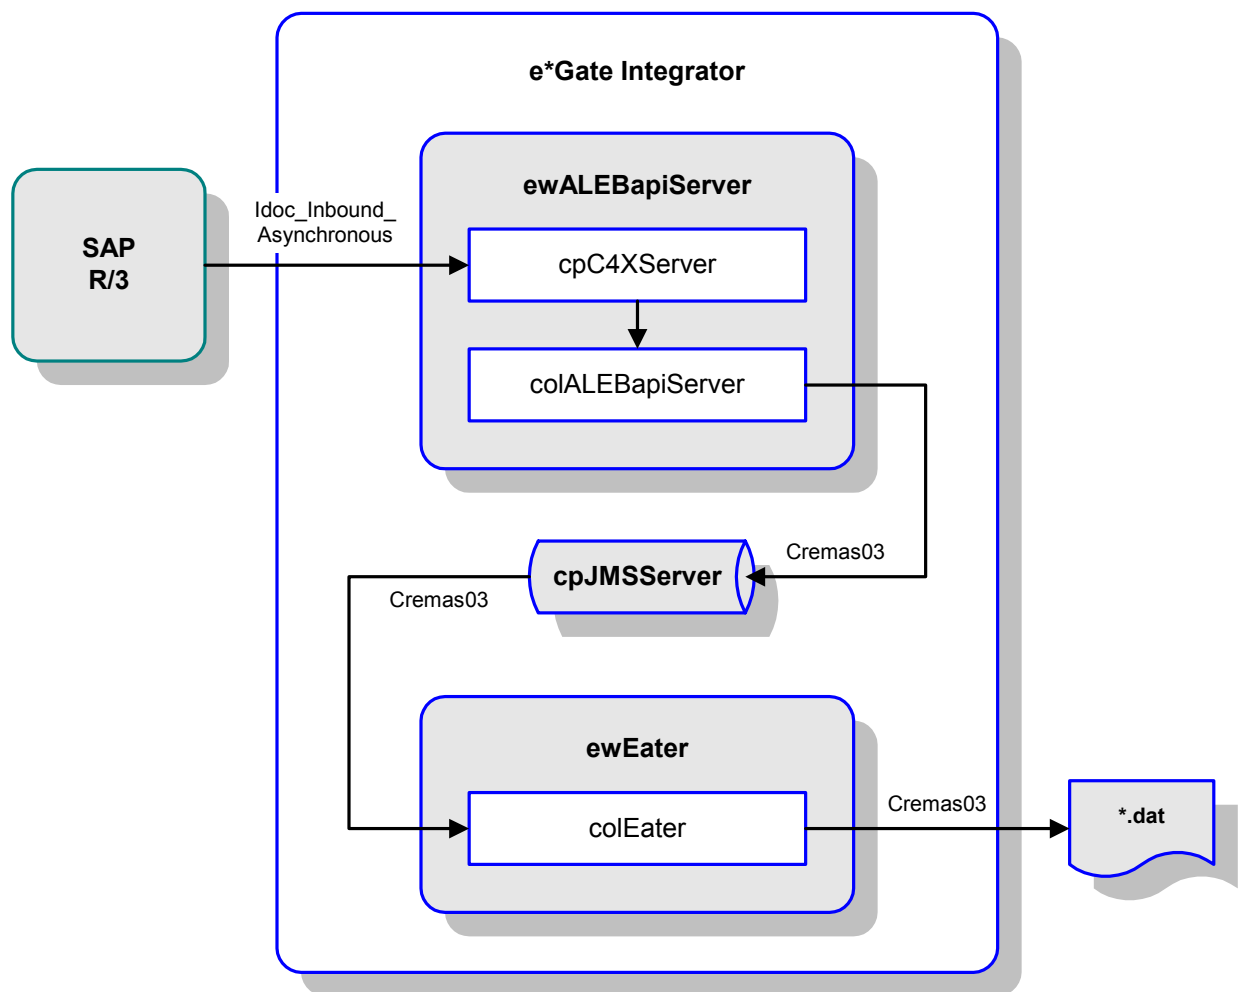 e*Gate Integrator
ewALEBapiServer
SAP
R/3
Idoc_Inbound_
Asynchronous
cpC4XServer
colALEBapiServer
Cremas03
cpJMSServer
Cremas03
ewEater
colEater
Cremas03
*.dat